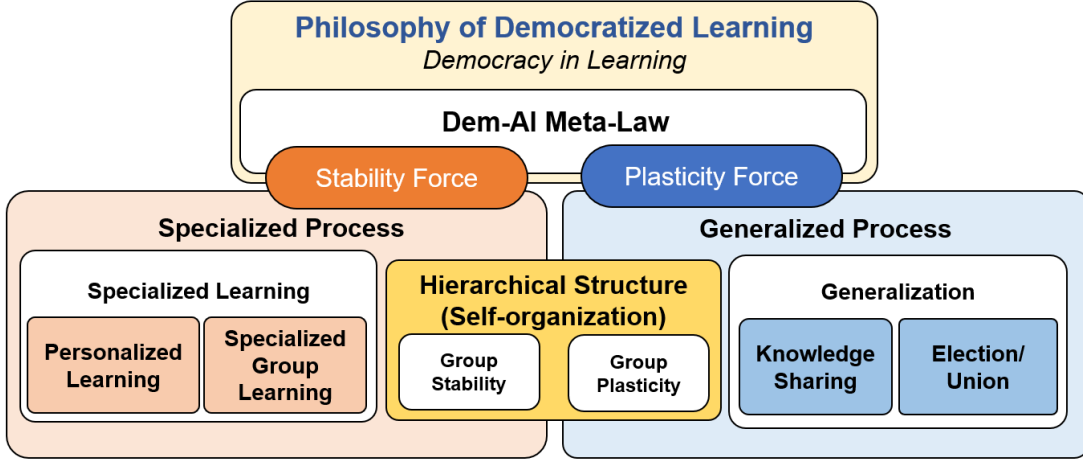 Philosophy of Democratized Learning
Democracy in Learning
Dem-AI Meta-Law
Stability Force
Plasticity Force
Specialized Process
Specialized Learning
Personalized
Learning
Specialized
Group
Learning
Hierarchical Structure
(Self-organization)
Group
Stability
Group
Plasticity
Generalized Process
Generalization
Knowledge
Sharing
Election/
Union